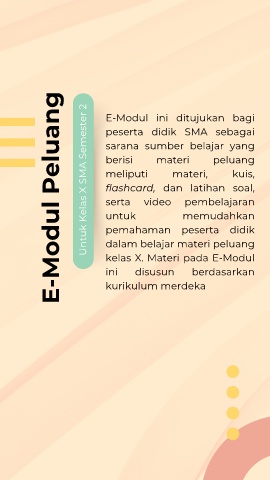 E-Modul Peluang
Untuk Kelas X SMA Semester 2
E-Modul ini ditujukan bagi
peserta didik SMA sebagai
sarana sumber belajar yang
berisi materi peluang
meliputi materi, kuis,
flashcard, dan latihan soal,
serta video pembelajaran
untuk memudahkan
pemahaman peserta didik
dalam belajar materi peluang
kelas X. Materi pada E-Modul
ini disusun berdasarkan
kurikulum merdeka